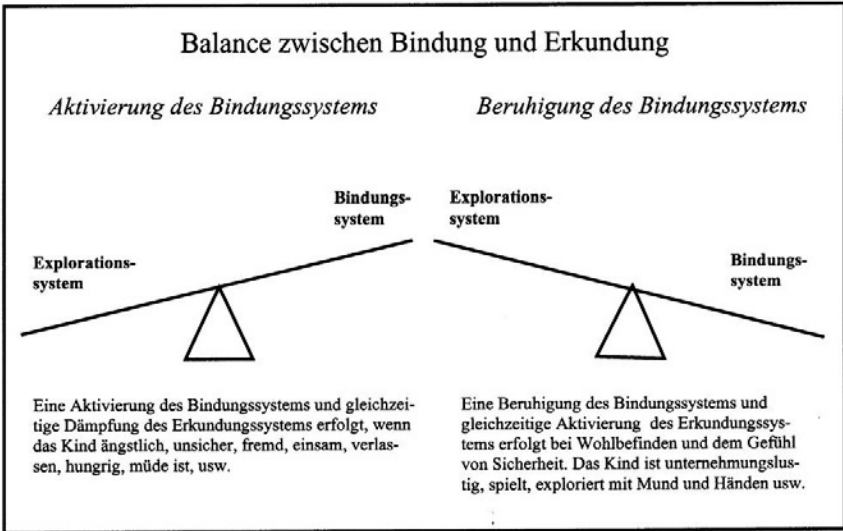 Balance zwischen Bindung und Erkundung
Aktivierung des Bindungssystems
Beruhigung des Bindungssystems
Bindungs-
system
Explorations-
system
Explorations-
system
Bindungs-
system
Eine Aktivierung des Bindungssystems und gleichzei-
tige Dämpfung des Erkundungssystems erfolgt, wenn
das Kind ängstlich, unsicher, fremd, einsam, verlas-
sen, hungrig, müde ist, usw.
Eine Beruhigung des Bindungssystems und
gleichzeitige Aktivierung des Erkundungssys-
tems erfolgt bei Wohlbefinden und dem Gefühl
von Sicherheit. Das Kind ist unternehmungslus-
tig, spielt, exploriert mit Mund und Händen usw.